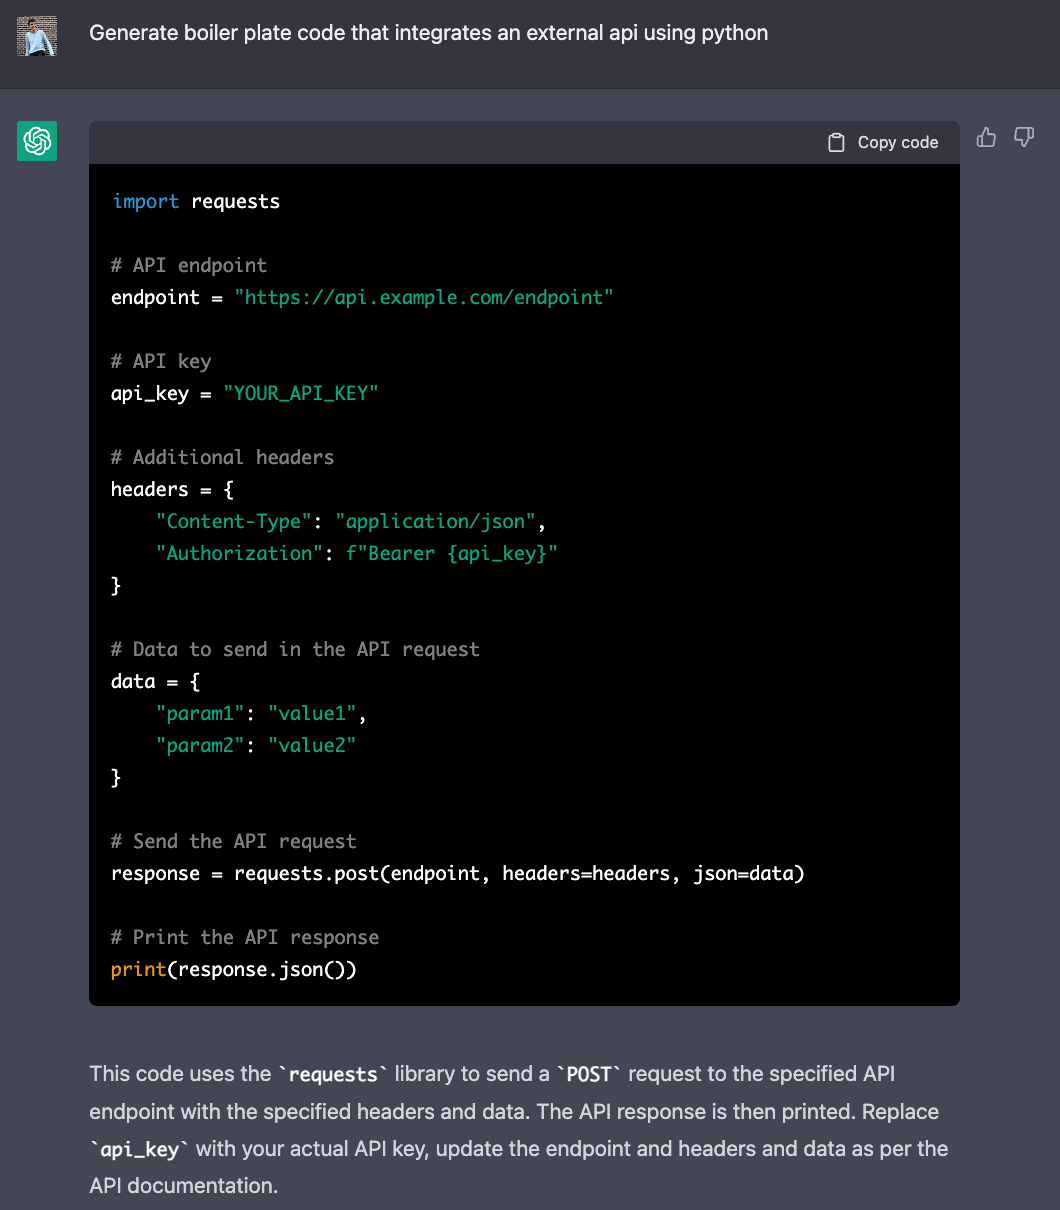 Generate boiler plate code that integrates an external api using python
Copy code
import requests
# API endpoint
endpoint = "https://api.example.com/endpoint"
# API key
api_key = "YOUR_API_KEY"
# Additional headers
headers = {
    "Content-Type": "application/json",
    "Authorization": f"Bearer {api_key}"
}
# Data to send in the API request
data = {
    "param1": "value1",
    "param2": "value2"
}
# Send the API request
response = requests.post(endpoint, headers=headers, json=data)
# Print the API response
print(response.json())
This code uses the `requests` library to send a `POST` request to the specified API
endpoint with the specified headers and data. The API response is then printed. Replace
`api_key` with your actual API key, update the endpoint and headers and data as per the
API documentation.